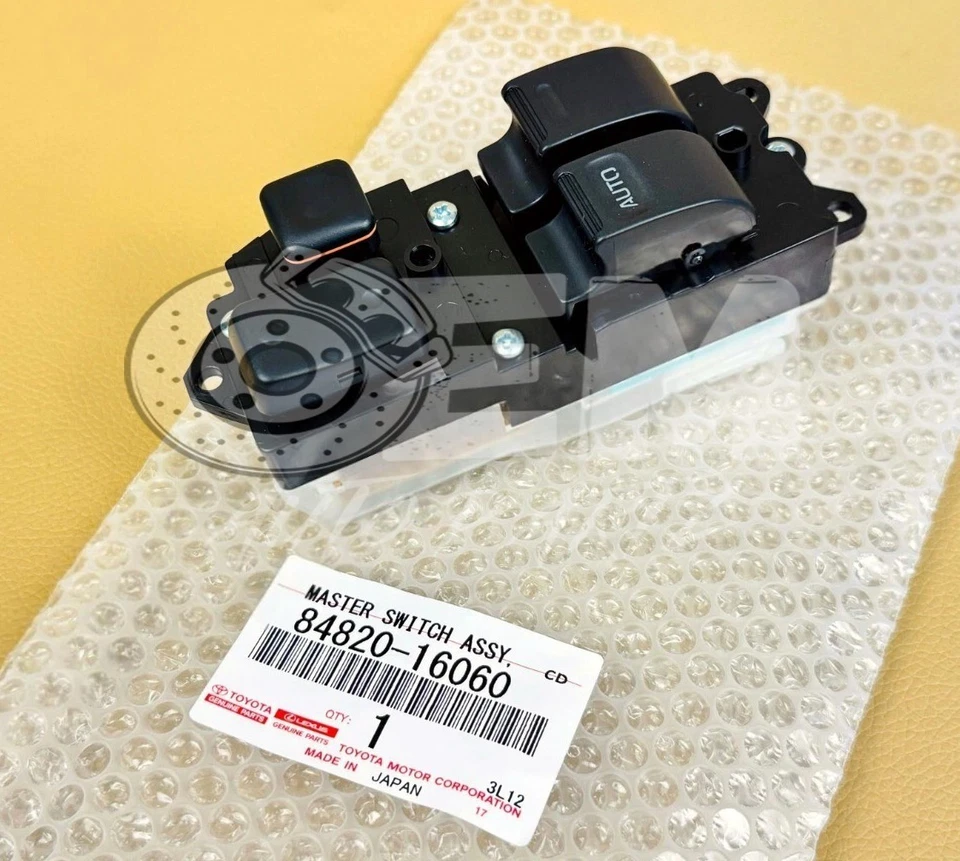 AUTO
EM
MASTER SWITCH ASSY.
84820-16060
CD
TOYOTA
GENUINE PARTS
LEXUS
GENUINE PARTS
QTY:
1
TOYOTA MOTOR CORPORATION
MADE IN JAPAN
3L12
17